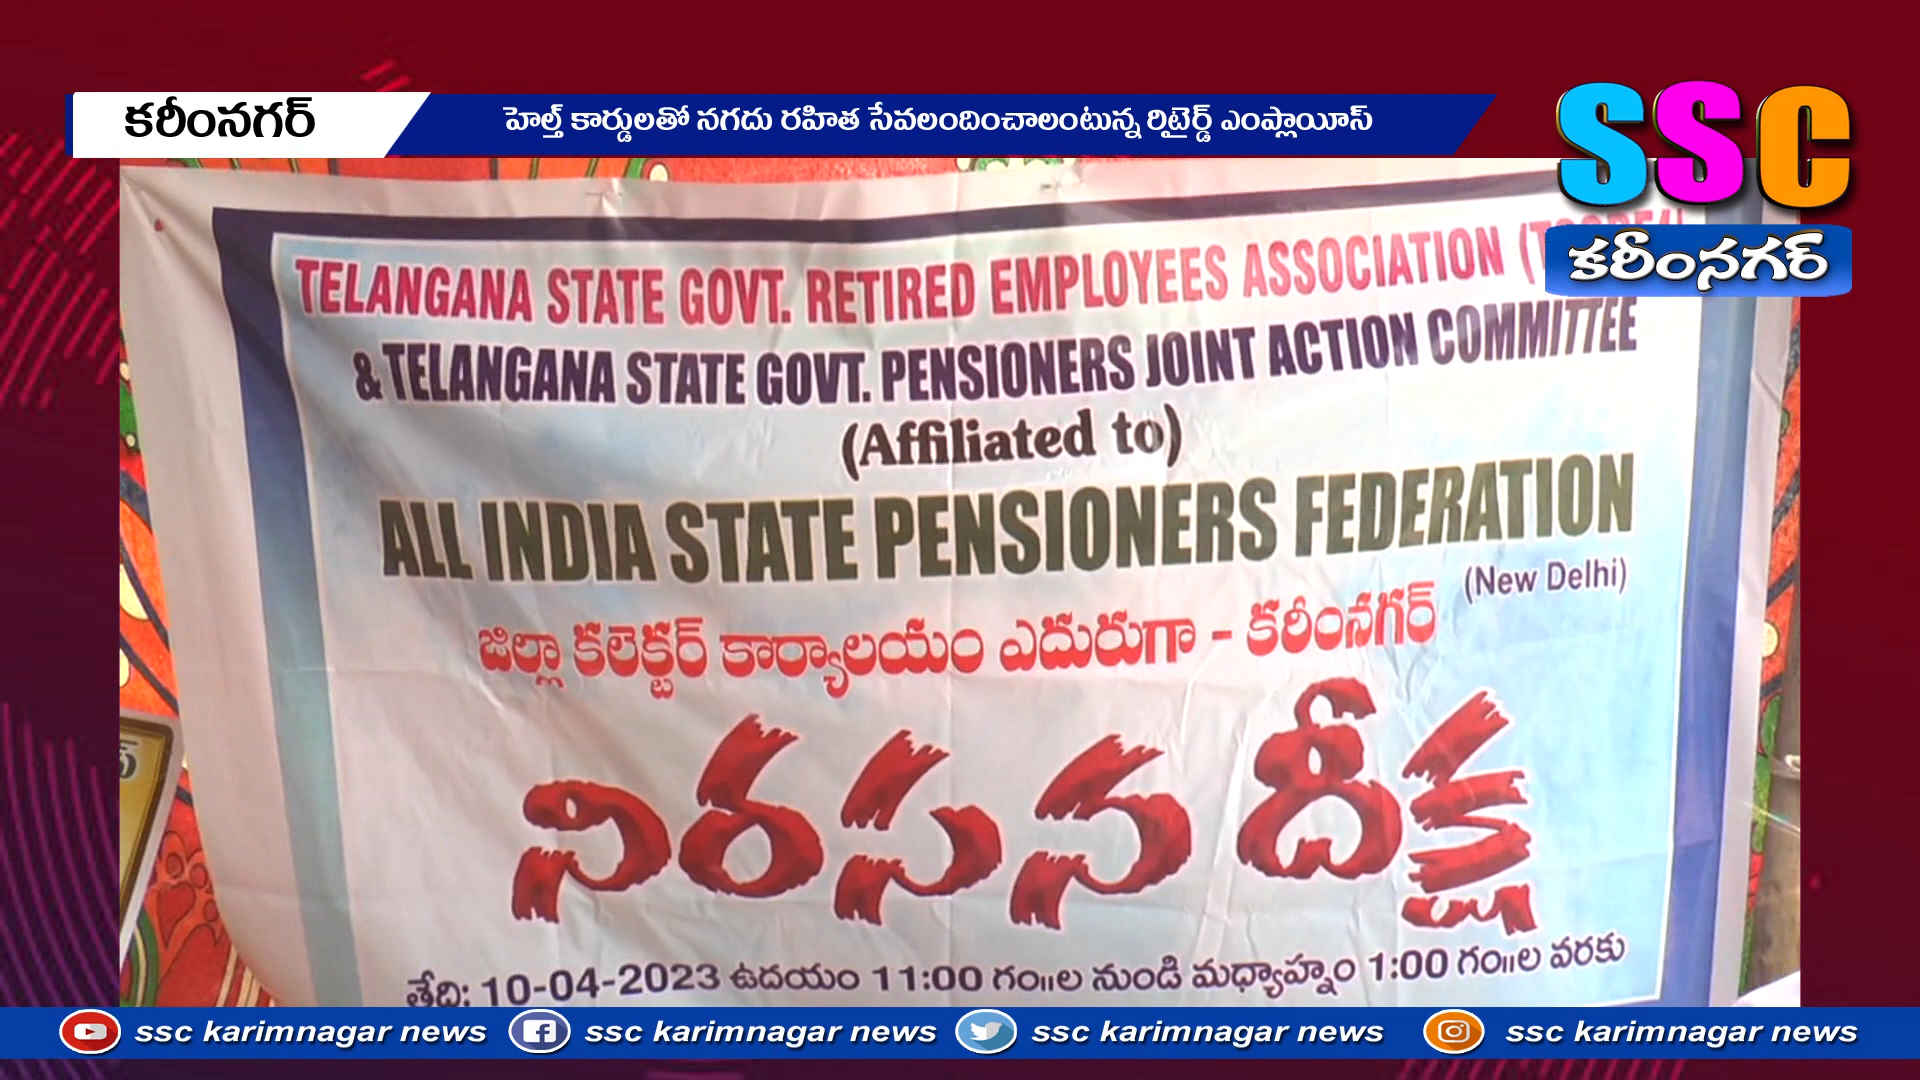 కరీంనగర్
హెల్త్ కార్డులతో నగదు రహిత సేవలందించాలంటున్న రిటైర్డ్ ఎంప్లాయీస్
SSC
కరీంనగర్
TELANGANA STATE GOVT. RETIRED EMPLOYEES ASSOCIATION
& TELANGANA STATE GOVT. PENSIONERS JOINT ACTION COMMITTEE
(Affiliated to)
ALL INDIA STATE PENSIONERS FEDERATION
(New Delhi)
జిల్లా కలెక్టర్ కార్యాలయం ఎదురుగా - కరీంనగర్
నిరసన దీక్ష
తేది: 10-04-2023 ఉదయం 11:00 గం॥ల నుండి మధ్యాహ్నం 1:00 గం॥ల వరకు
ssc karimnagar news ssc karimnagar news ssc karimnagar news ssc karimnagar news